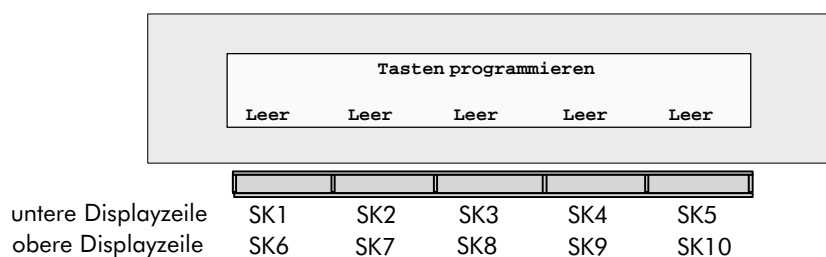 Tasten programmieren
Leer Leer Leer Leer Leer
untere Displayzeile SK1 SK2 SK3 SK4 SK5
obere Displayzeile SK6 SK7 SK8 SK9 SK10